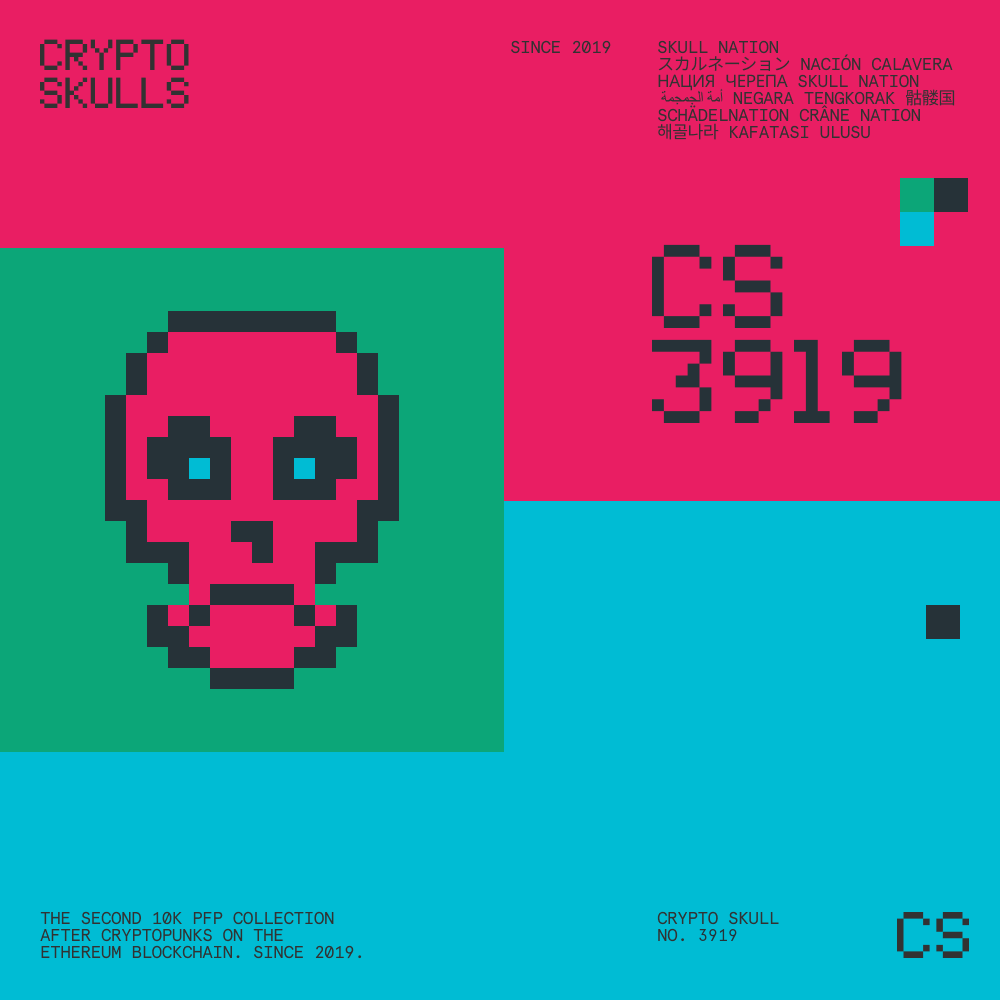 CRYPTO
SKULLS
SINCE 2019
SKULL NATION
スカルネーション NACIÓN CALAVERA
НАЦИЯ ЧЕРЕПА SKULL NATION
أمة الجمجمة NEGARA TENGKORAK 骷髅国
SCHÄDELNATION CRÂNE NATION
해골나라 KAFATASI ULUSU
CS
3919
THE SECOND 10K PFP COLLECTION
AFTER CRYPTOPUNKS ON THE
ETHEREUM BLOCKCHAIN. SINCE 2019.
CRYPTO SKULL
NO. 3919
CS